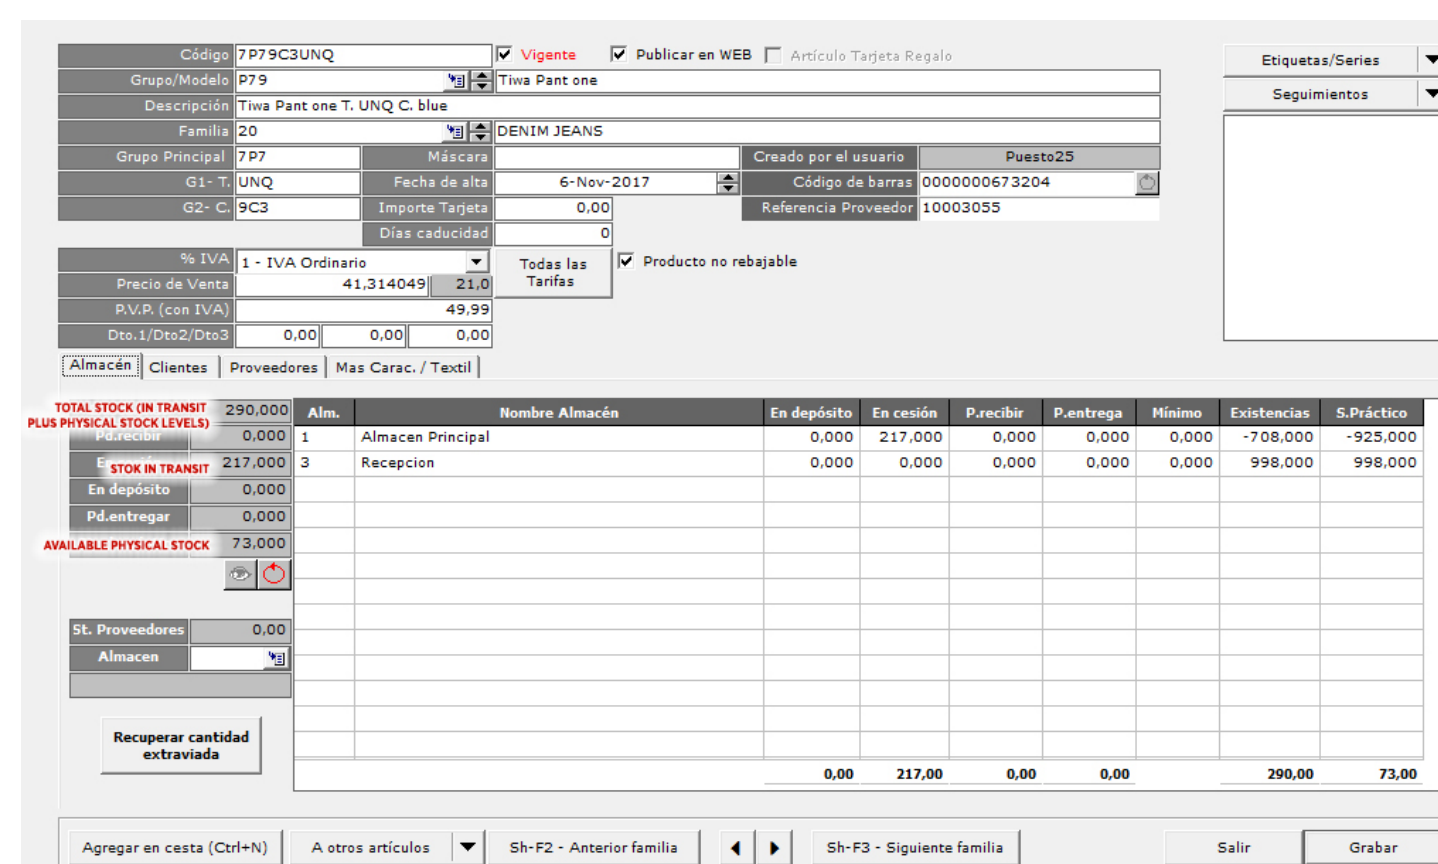 Código 7P79C3UNQ Vigente Publicar en WEB Artículo Tarjeta Regalo Etiquetas/Series
Grupo/Modelo P79 Tiwa Pant one
Seguimientos
Descripción Tiwa Pant one T. UNQ C. blue
Familia 20 DENIM JEANS
Grupo Principal 7P7 Máscara Creado por el usuario Puesto25
G1- T. UNQ Fecha de alta 6-Nov-2017 Código de barras 0000000673204
G2- C. 9C3 Importe Tarjeta 0,00 Referencia Proveedor 10003055
Días caducidad 0
% IVA 1 - IVA Ordinario Todas las Tarifas Producto no rebajable
Precio de Venta 41,314049 21,0
P.V.P. (con IVA) 49,99
Dto.1/Dto2/Dto3 0,00 0,00 0,00
Almacén Clientes Proveedores Mas Carac. / Textil
TOTAL STOCK (IN TRANSIT
PLUS PHYSICAL STOCK LEVELS)
290,000 Alm. Nombre Almacén En depósito En cesión P.recibir P.entrega Mínimo Existencias S.Práctico
Pd.recibir 0,000 1 Almacen Principal 0,000 217,000 0,000 0,000 0,000 -708,000 -925,000
STOK IN TRANSIT 217,000 3 Recepcion 0,000 0,000 0,000 0,000 0,000 998,000 998,000
En depósito 0,000
Pd.entregar 0,000
AVAILABLE PHYSICAL STOCK 73,000
St. Proveedores 0,00
Almacen
Recuperar cantidad
extraviada
0,00 217,00 0,00 0,00 290,00 73,00
Agregar en cesta (Ctrl+N) A otros artículos Sh-F2 - Anterior familia Sh-F3 - Siguiente familia Salir Grabar